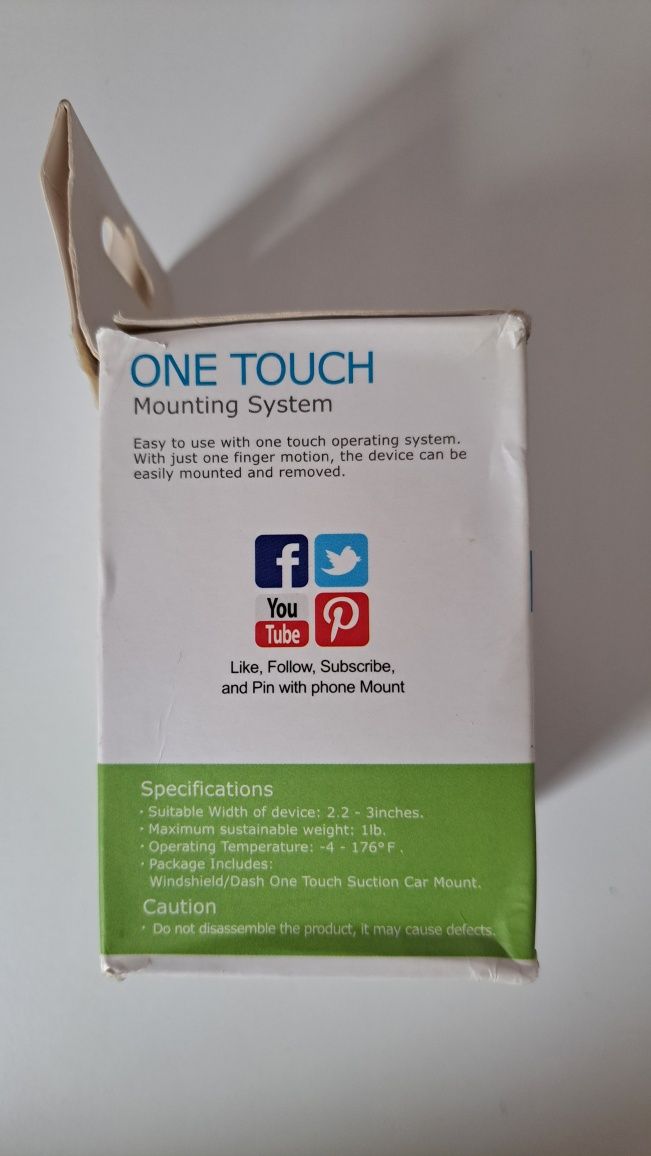 ONE TOUCH
Mounting System
Easy to use with one touch operating system.
With just one finger motion, the device can be
easily mounted and removed.
f
You
Tube
Like, Follow, Subscribe,
and Pin with phone Mount
Specifications
· Suitable Width of device: 2.2 - 3inches.
· Maximum sustainable weight: 1lb.
· Operating Temperature: -4 - 176°F .
· Package Includes:
Windshield/Dash One Touch Suction Car Mount.
Caution
· Do not disassemble the product, it may cause defects.